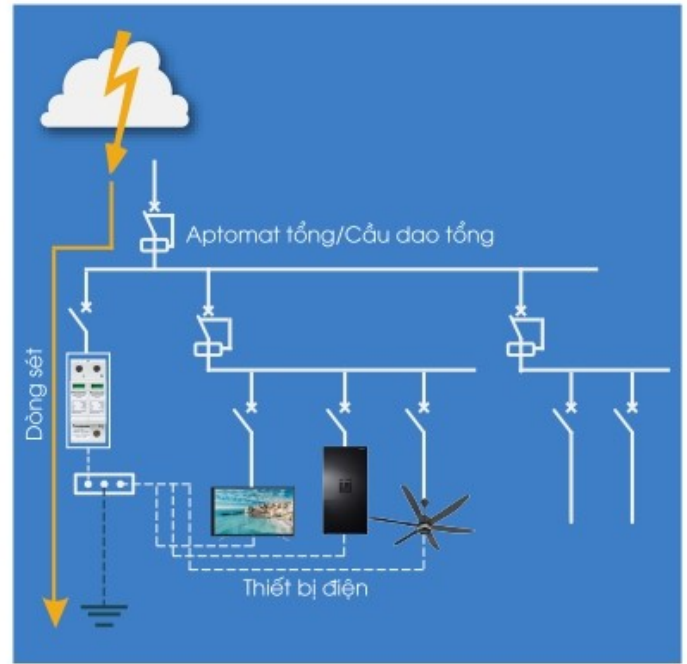 Aptomat tổng/Cầu dao tổng
Dòng sét
Thiết bị điện